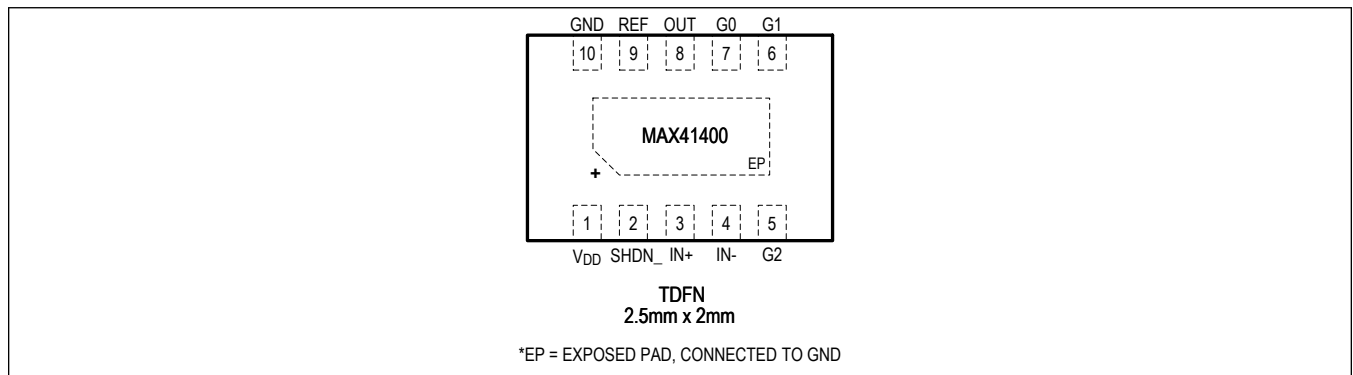 GND REF OUT G0 G1
10 9 8 7 6
MAX41400
EP
+
1 2 3 4 5
VDD SHDN_ IN+ IN- G2
TDFN
2.5mm x 2mm
*EP = EXPOSED PAD, CONNECTED TO GND